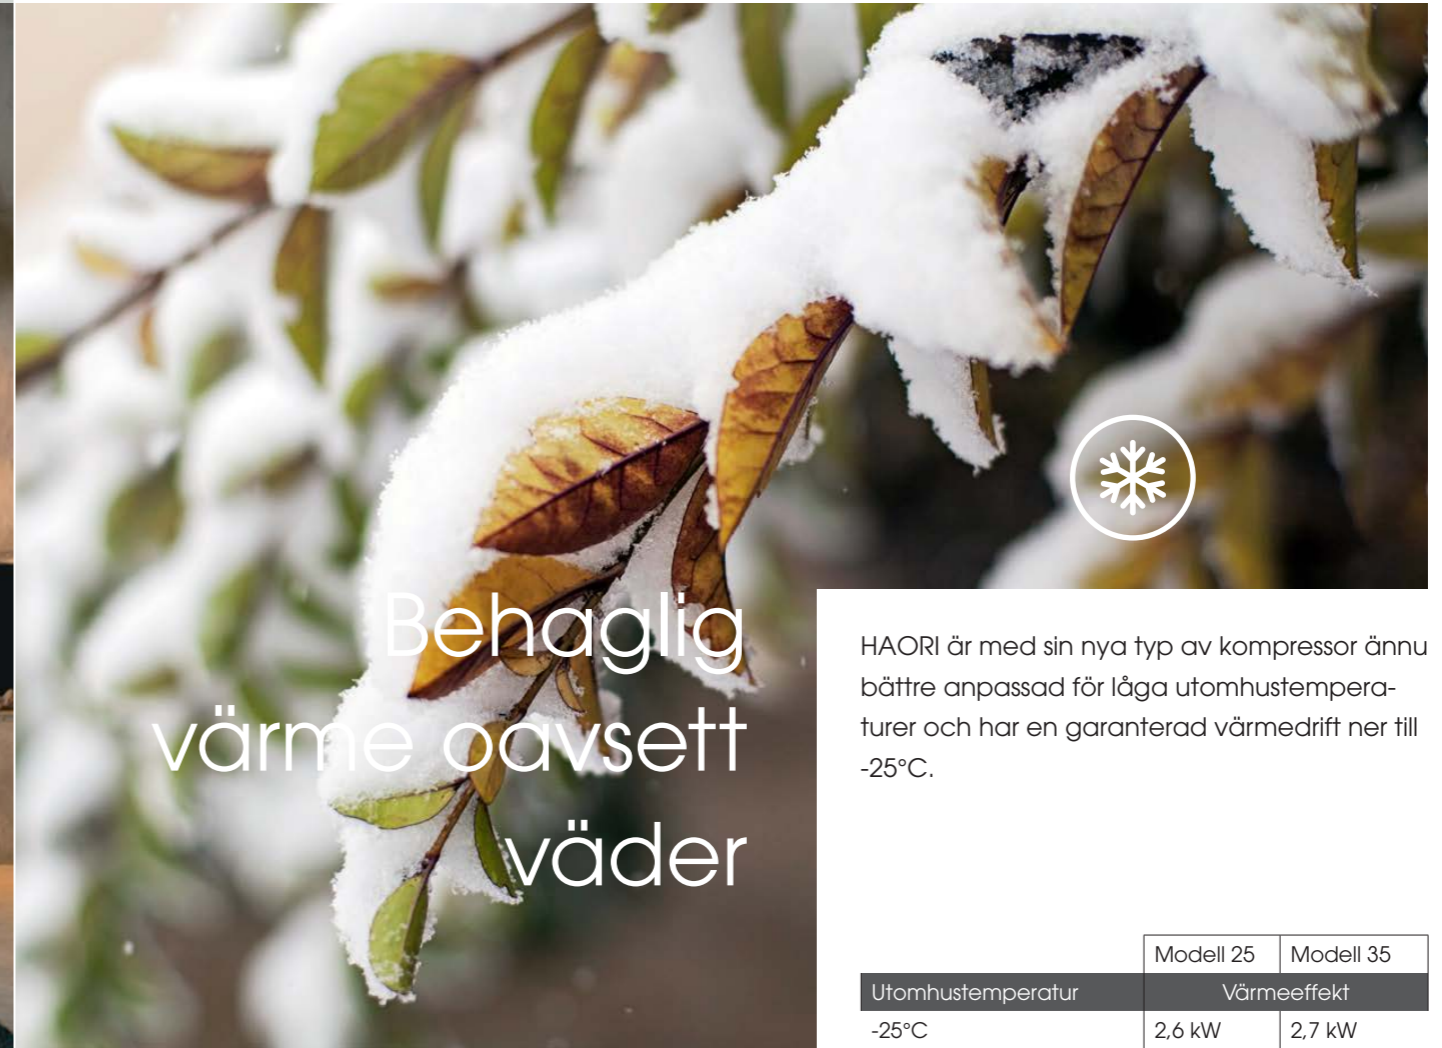 Behaglig
värme oavsett
väder
HAORI är med sin nya typ av kompressor ännu
bättre anpassad för låga utomhustempera-
turer och har en garanterad värmedrift ner till
-25°C.
Modell 25 Modell 35
Utomhustemperatur Värmeeffekt
-25°C 2,6 kW 2,7 kW